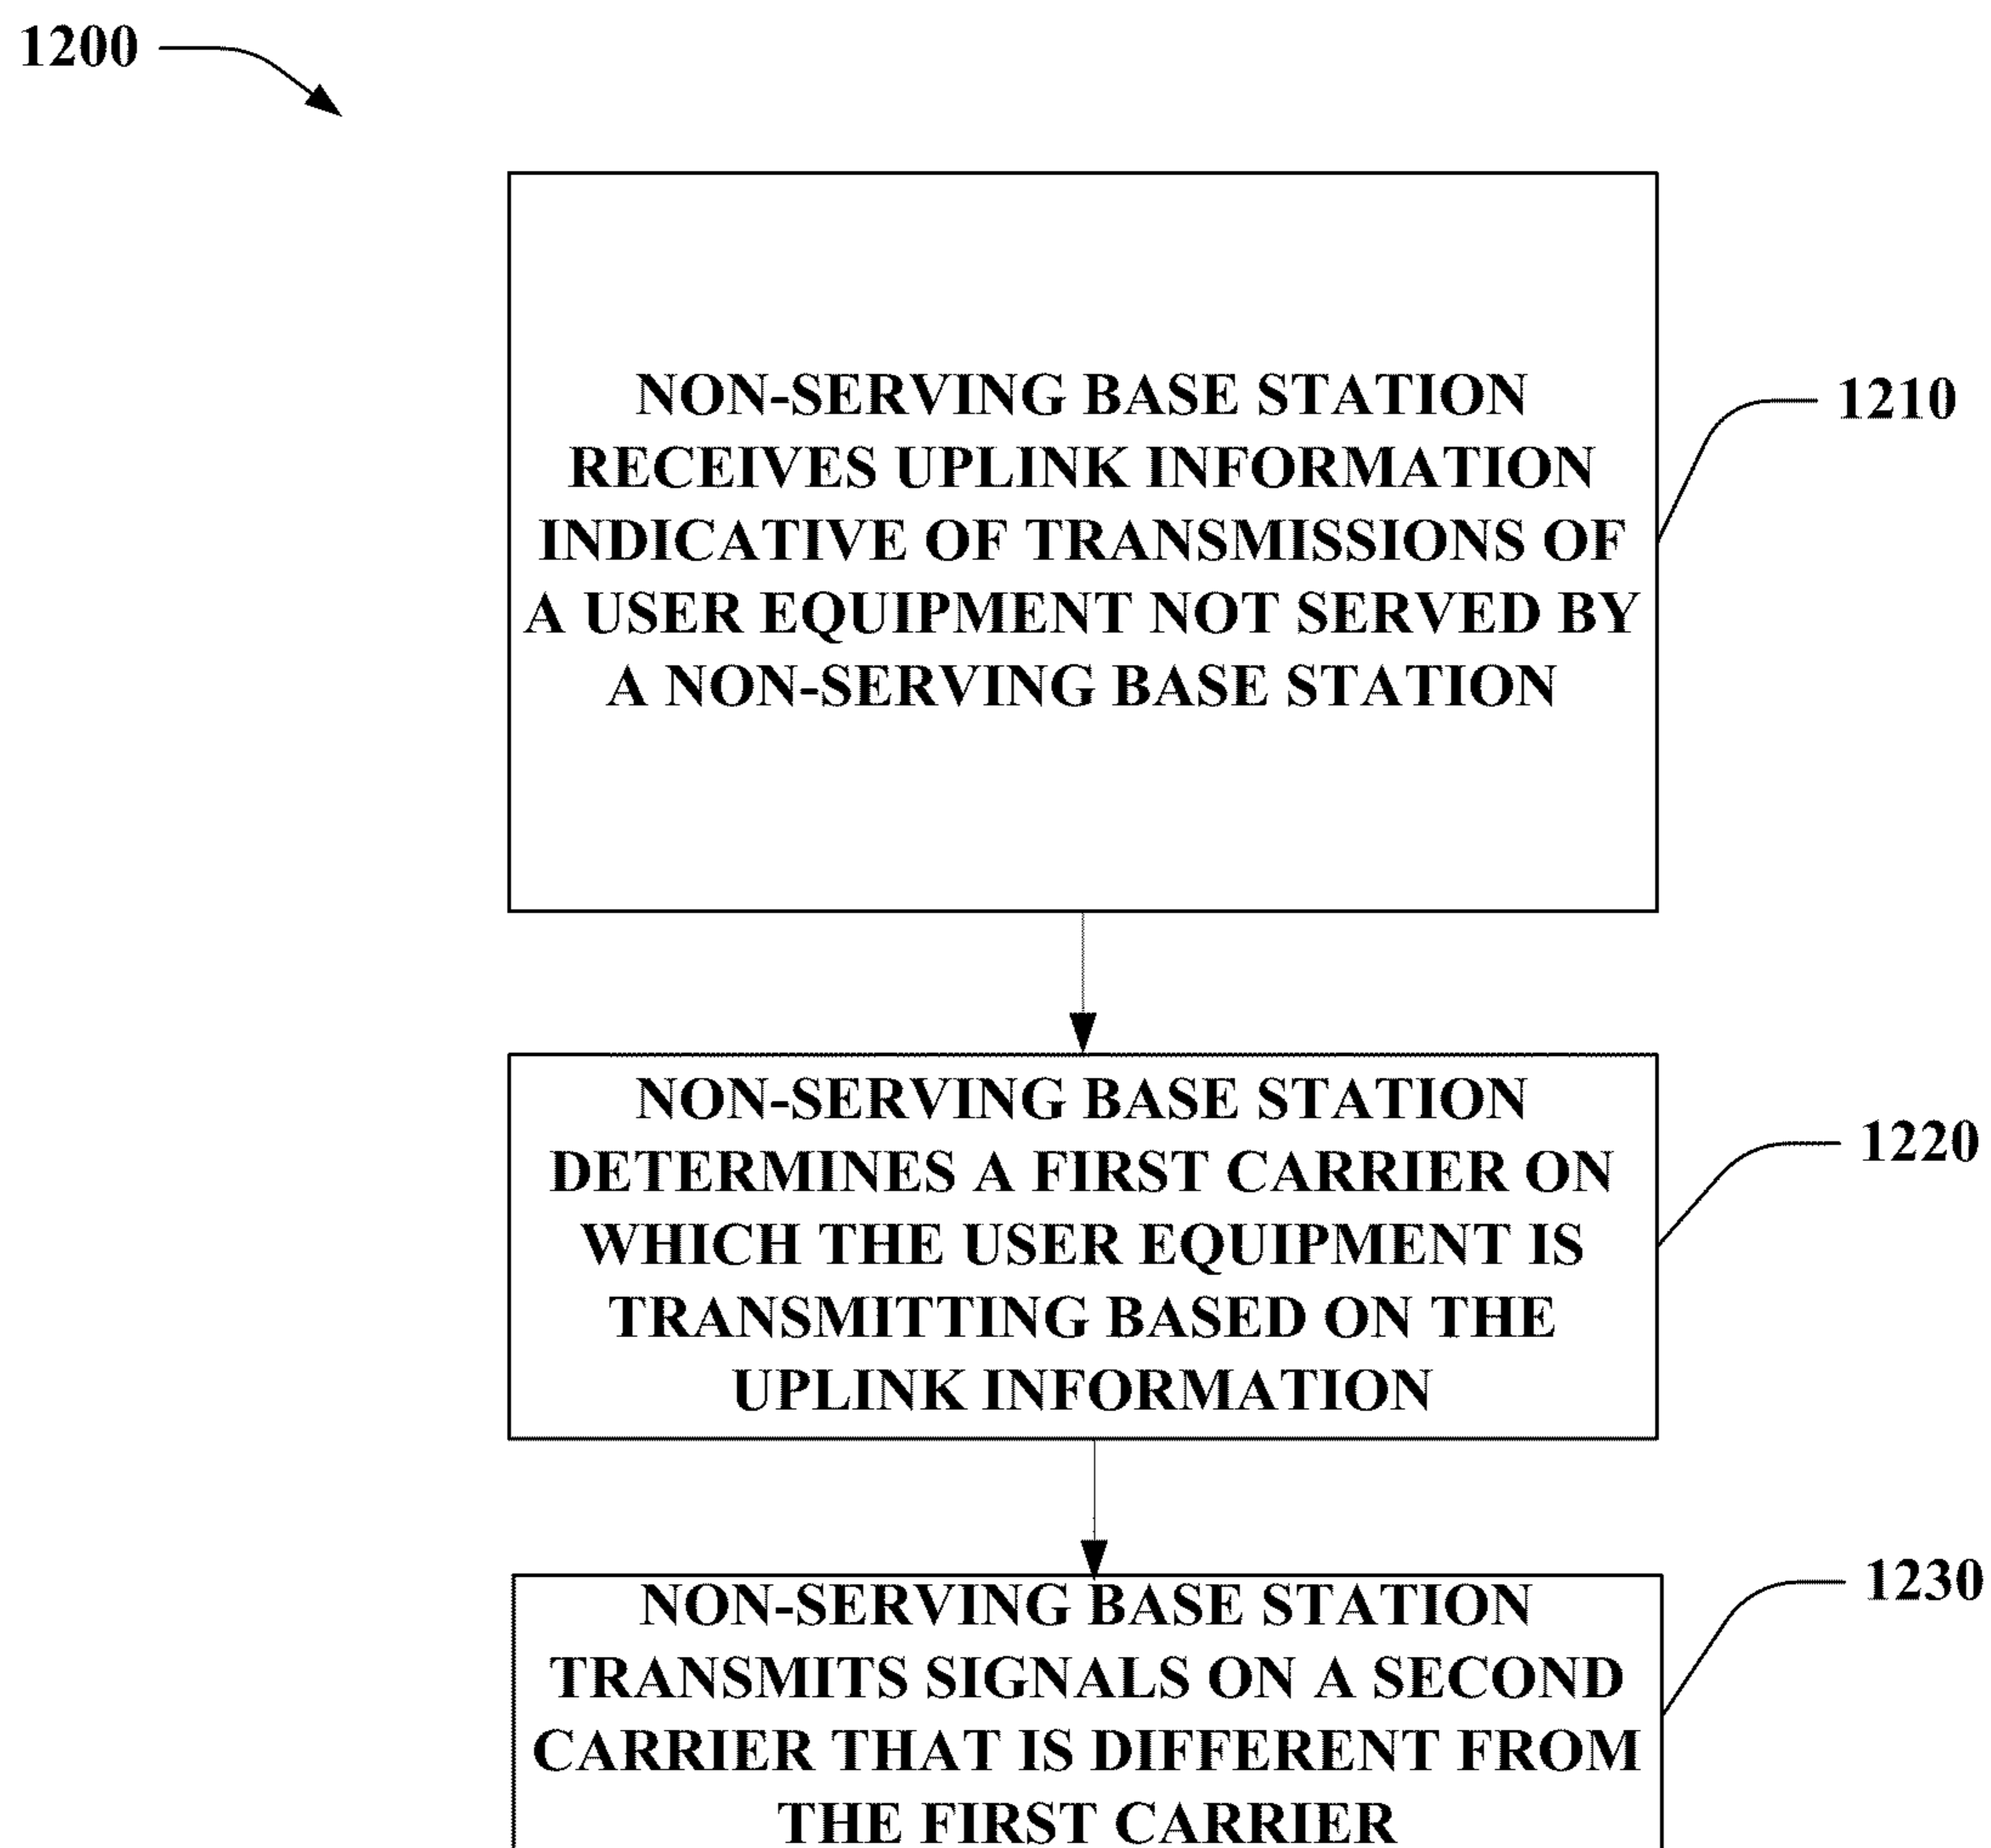 1200
NON-SERVING BASE STATION
RECEIVES UPLINK INFORMATION
INDICATIVE OF TRANSMISSIONS OF
A USER EQUIPMENT NOT SERVED BY
A NON-SERVING BASE STATION
1210
NON-SERVING BASE STATION
DETERMINES A FIRST CARRIER ON
WHICH THE USER EQUIPMENT IS
TRANSMITTING BASED ON THE
UPLINK INFORMATION
1220
NON-SERVING BASE STATION
TRANSMITS SIGNALS ON A SECOND
CARRIER THAT IS DIFFERENT FROM
THE FIRST CARRIER
1230